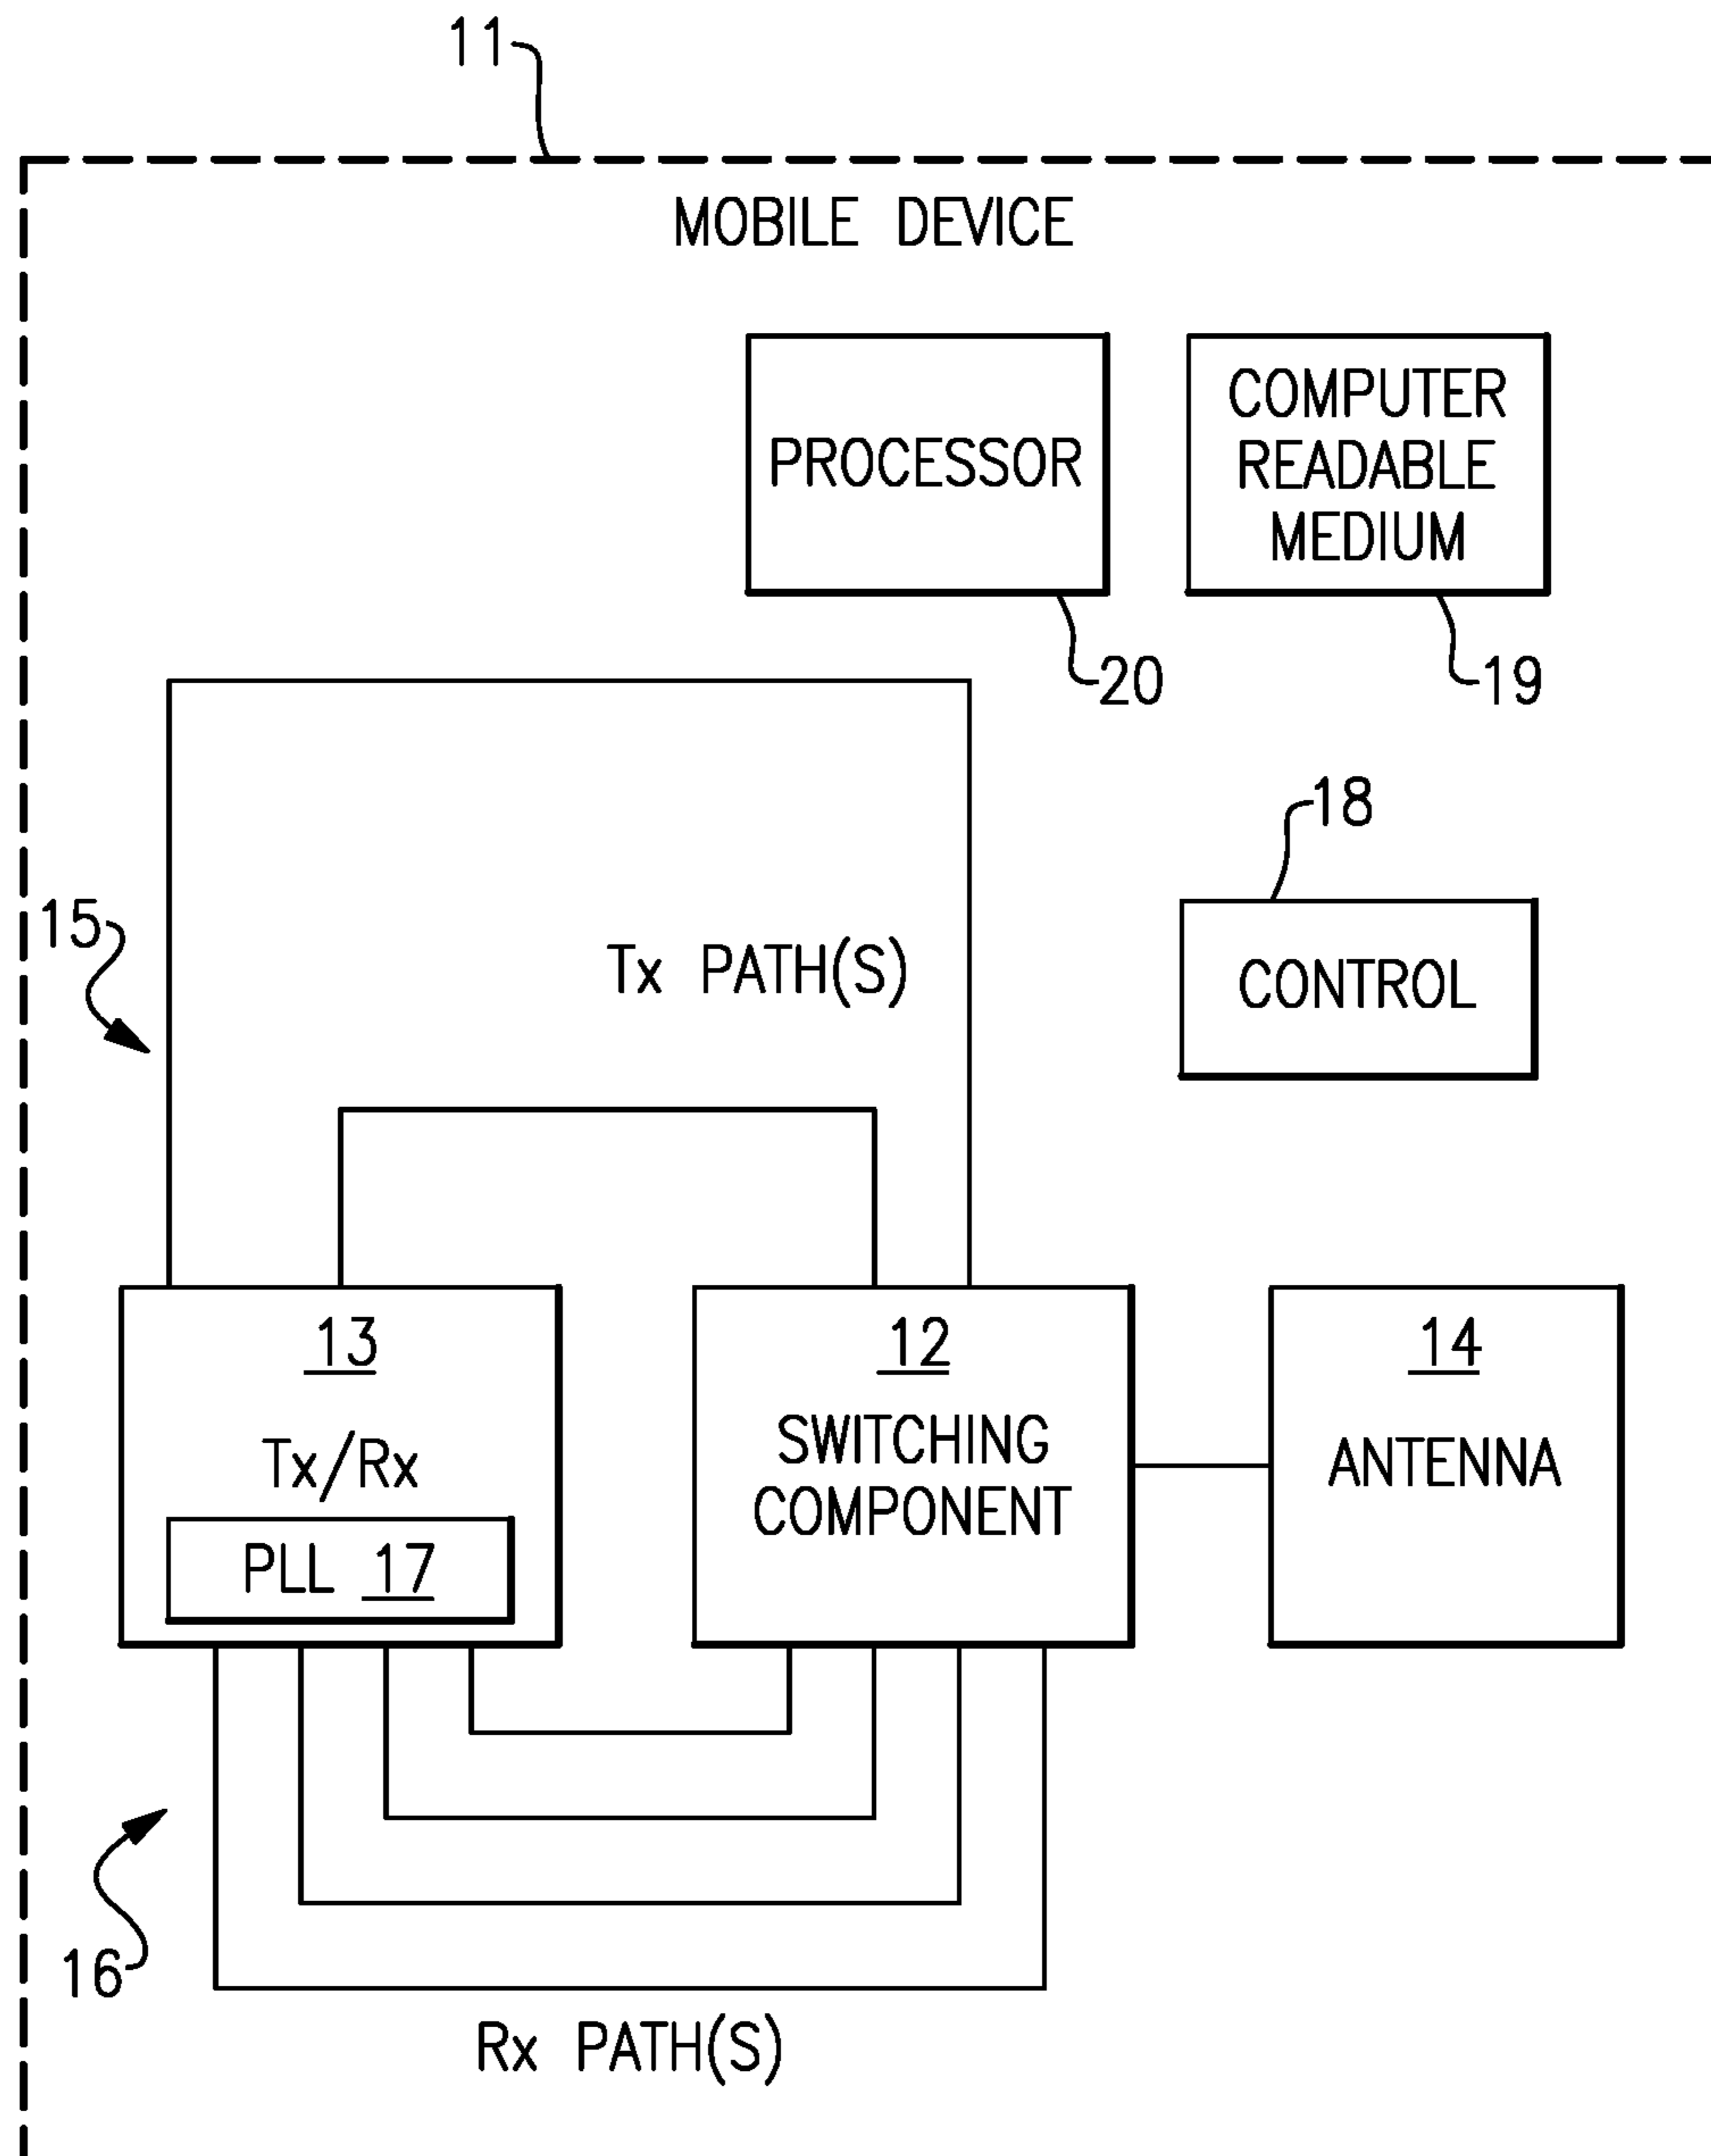 11
MOBILE DEVICE
PROCESSOR
COMPUTER
READABLE
MEDIUM
20
19
18
15
Tx PATH(S)
CONTROL
13
Tx/Rx
PLL 17
12
SWITCHING
COMPONENT
14
ANTENNA
16
Rx PATH(S)